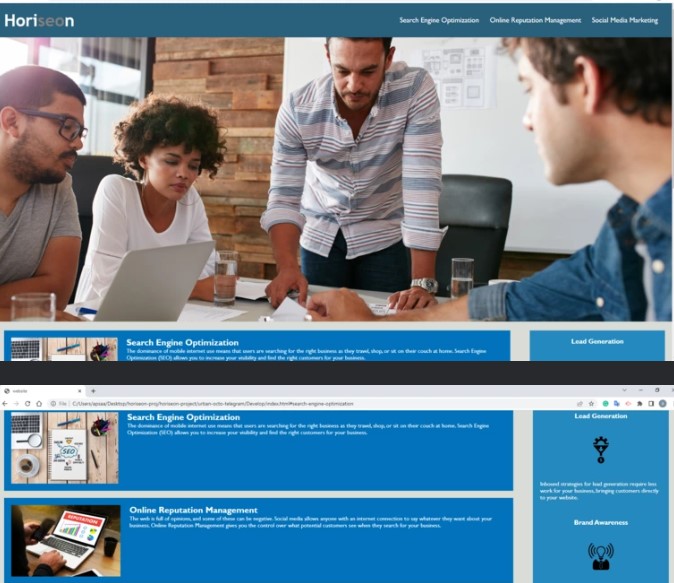 Horiseon
Search Engine Optimization Online Reputation Management Social Media Marketing
Search Engine Optimization
The dominance of mobile internet use means that users are searching for the right business as they travel, shop, or sit on their couch at home. Search Engine
Optimization (SEO) allows you to increase your visibility and find the right customers for your business.
Lead Generation
website
File C:/Users/
/Desktop/horiseon-proj/horiseon-project/urban-octo-telegram/Develop/index.html#search-engine-optimization
Search Engine Optimization
The dominance of mobile internet use means that users are searching for the right business as they travel, shop, or sit on their couch at home. Search Engine
Optimization (SEO) allows you to increase your visibility and find the right customers for your business.
SEO
Lead Generation
Inbound strategies for lead generation require less
work for your business, bringing customers directly
to your website.
Online Reputation Management
The web is full of opinions, and some of these can be negative. Social media allows anyone with an internet connection to say whatever they want about your
business. Online Reputation Management gives you the control over what potential customers see when they search for your business.
REPUTATION
Brand Awareness